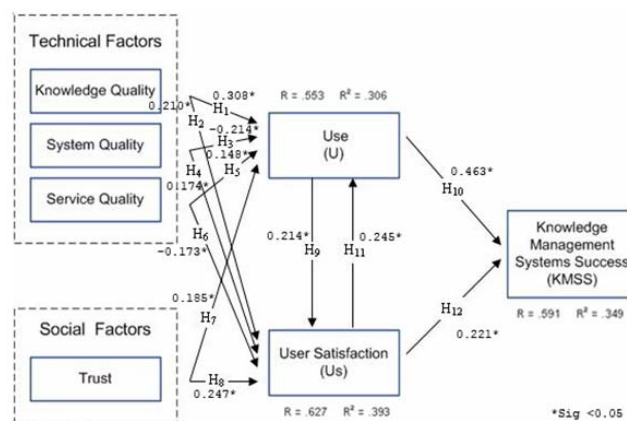 Technical Factors
Knowledge Quality
System Quality
Service Quality
Social Factors
Trust
0.308*
H1
0.210*
H2
-0.214*
H3
0.148*
H4
H5
0.174*
H6
-0.173*
0.185*
H7
H8
0.247*
R = .553 R² = .306
Use
(U)
0.214*
H9
0.245*
H11
User Satisfaction
(Us)
R = .627 R² = .393
0.463*
H10
H12
0.221*
Knowledge
Management
Systems Success
(KMSS)
R = .591 R² = .349
*Sig <0.05